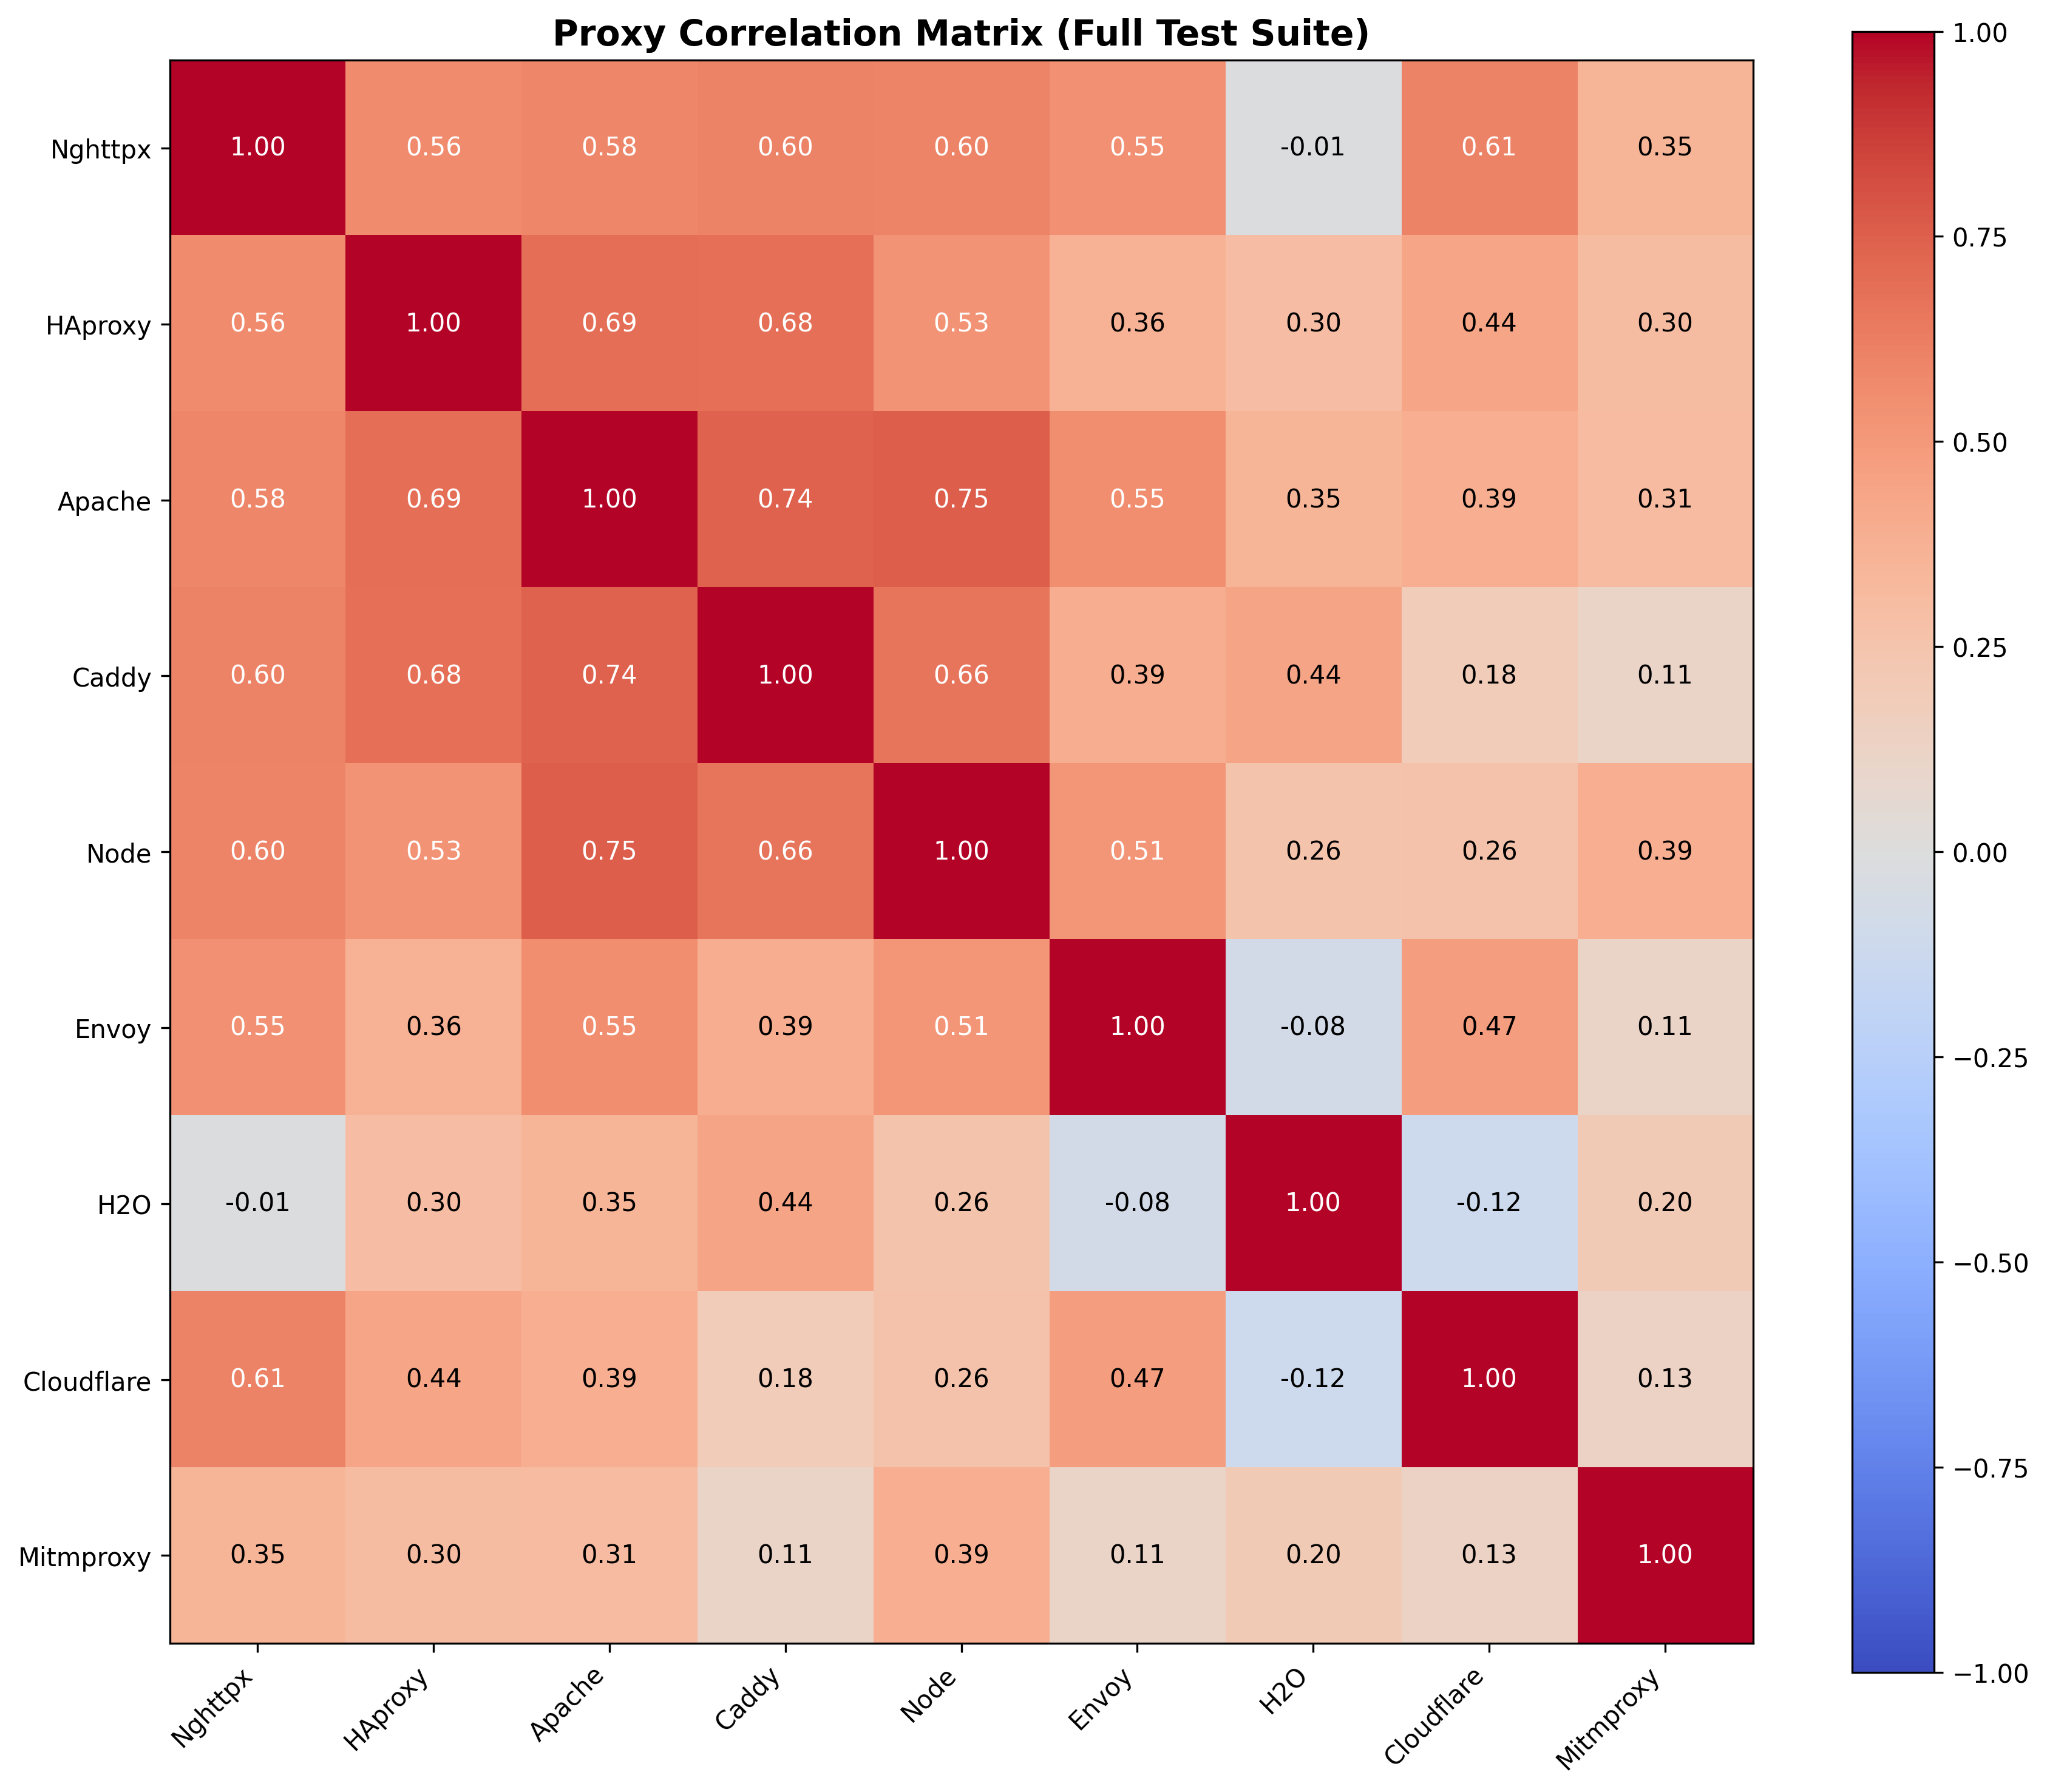 Proxy Correlation Matrix (Full Test Suite)
Nghttpx 1.00 0.56 0.58 0.60 0.60 0.55 -0.01 0.61 0.35
HAproxy 0.56 1.00 0.69 0.68 0.53 0.36 0.30 0.44 0.30
Apache 0.58 0.69 1.00 0.74 0.75 0.55 0.35 0.39 0.31
Caddy 0.60 0.68 0.74 1.00 0.66 0.39 0.44 0.18 0.11
Node 0.60 0.53 0.75 0.66 1.00 0.51 0.26 0.26 0.39
Envoy 0.55 0.36 0.55 0.39 0.51 1.00 -0.08 0.47 0.11
H2O -0.01 0.30 0.35 0.44 0.26 -0.08 1.00 -0.12 0.20
Cloudflare 0.61 0.44 0.39 0.18 0.26 0.47 -0.12 1.00 0.13
Mitmproxy 0.35 0.30 0.31 0.11 0.39 0.11 0.20 0.13 1.00
Nghttpx HAproxy Apache Caddy Node Envoy H2O Cloudflare Mitmproxy
1.00
0.75
0.50
0.25
0.00
−0.25
−0.50
−0.75
−1.00